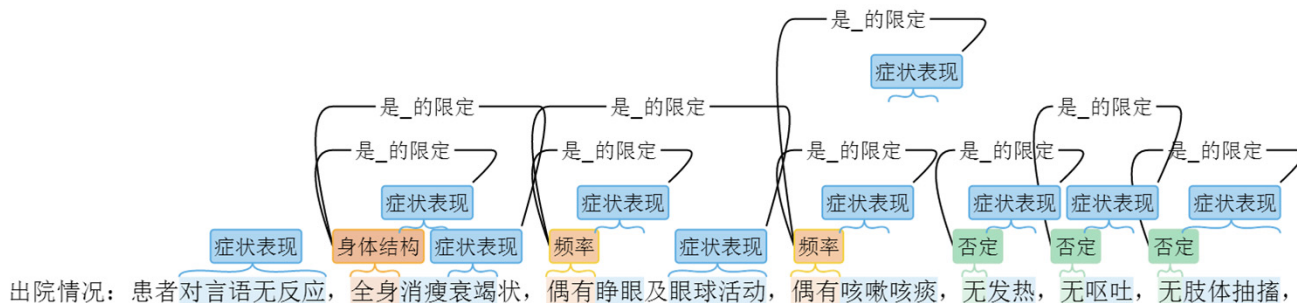 是_的限定
症状表现
是_的限定 是_的限定 是_的限定
是_的限定 是_的限定 是_的限定 是_的限定 是_的限定
症状表现 症状表现 症状表现 症状表现 症状表现 症状表现
症状表现 身体结构 症状表现 频率 症状表现 频率 否定 否定 否定
出院情况：患者对言语无反应，全身消瘦衰竭状，偶有睁眼及眼球活动，偶有咳嗽咳痰，无发热，无呕吐，无肢体抽搐，